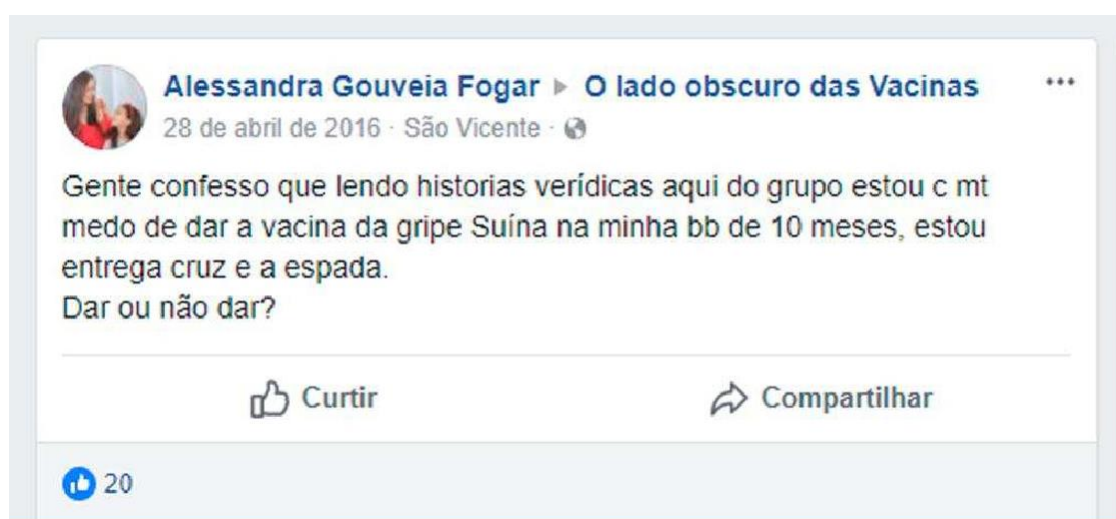 Alessandra Gouveia Fogar ▸ O lado obscuro das Vacinas
28 de abril de 2016 · São Vicente ·
Gente confesso que lendo historias verídicas aqui do grupo estou c mt
medo de dar a vacina da gripe Suína na minha bb de 10 meses, estou
entrega cruz e a espada.
Dar ou não dar?
Curtir Compartilhar
20